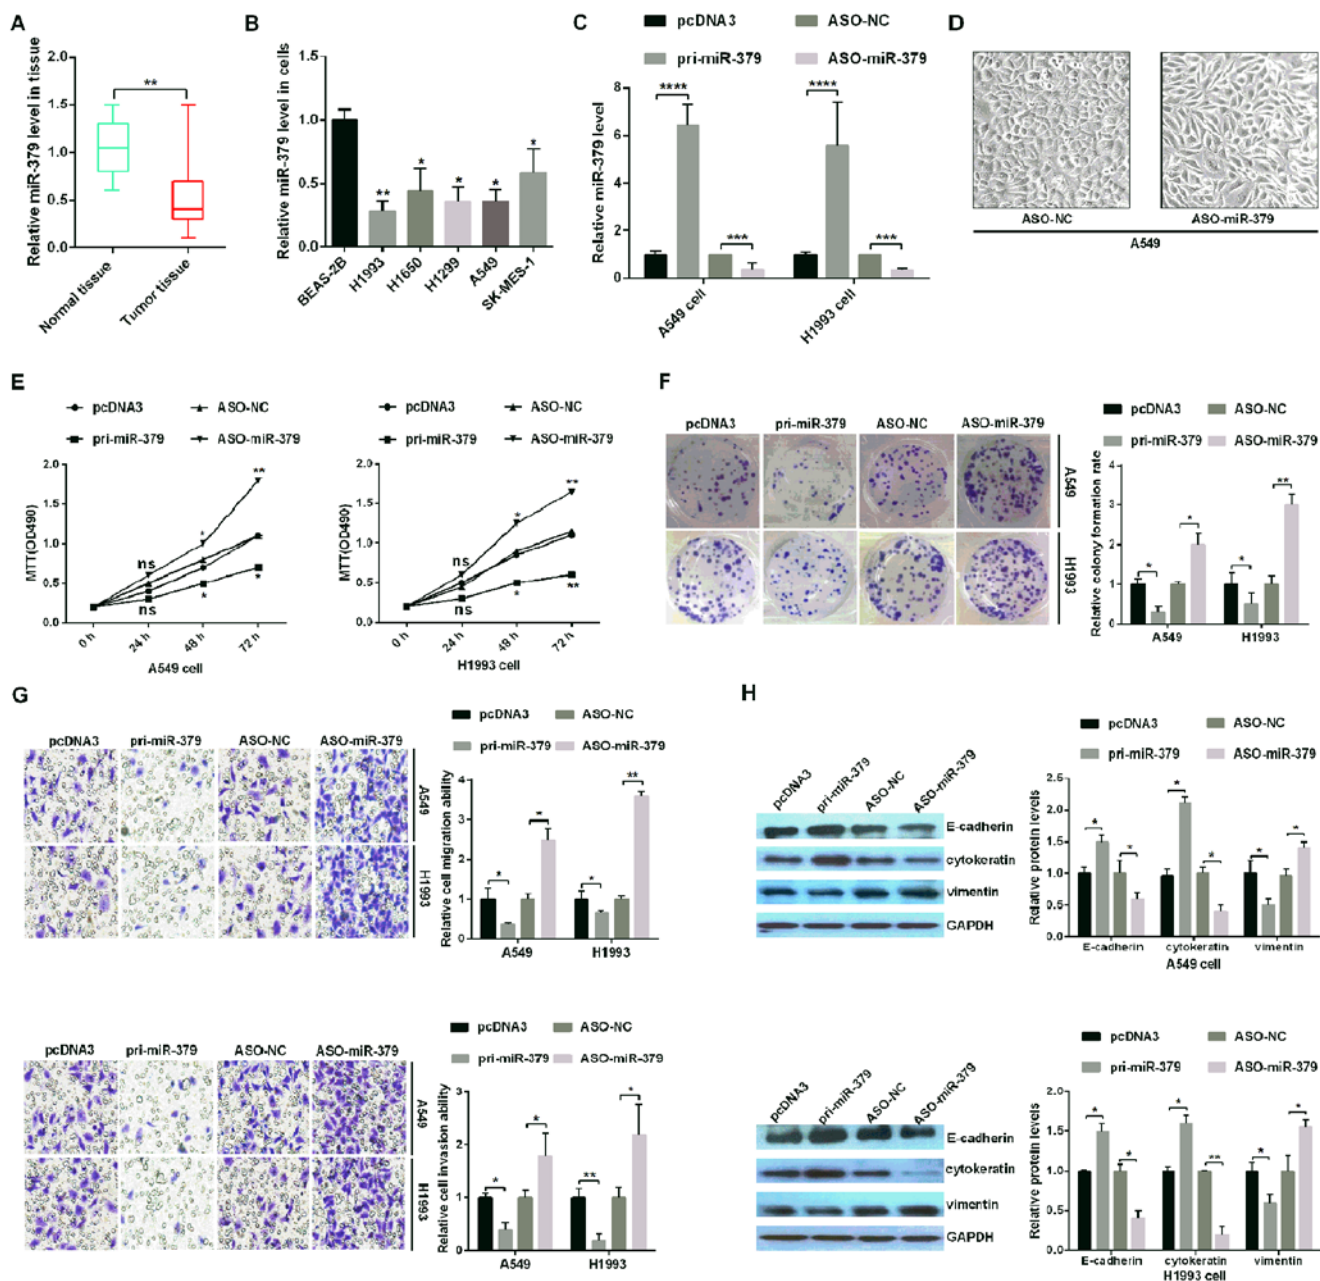 A
Relative miR-379 level in tissue
2.0
1.5
1.0
0.5
0.0
**
Normal tissue
Tumor tissue
B
Relative miR-379 level in cells
1.5
1.0
0.5
0.0
**
*
*
*
*
BEAS-2B
H1993
H1650
H1299
A549
SK-MES-1
C
pcDNA3
ASO-NC
pri-miR-379
ASO-miR-379
Relative miR-379 level
8
6
4
2
0
****
***
****
***
A549 cell
H1993 cell
D
ASO-NC
ASO-miR-379
A549
E
pcDNA3
ASO-NC
pri-miR-379
ASO-miR-379
MTT(OD490)
2.0
1.5
1.0
0.5
0.0
ns
*
**
ns
*
*
0 h
24 h
48 h
72 h
A549 cell
pcDNA3
ASO-NC
pri-miR-379
ASO-miR-379
MTT(OD490)
2.0
1.5
1.0
0.5
0.0
ns
*
**
ns
*
**
0 h
24 h
48 h
72 h
H1993 cell
F
pcDNA3
pri-miR-379
ASO-NC
ASO-miR-379
A549
H1993
pcDNA3
ASO-NC
pri-miR-379
ASO-miR-379
Relative colony formation rate
4
3
2
1
0
*
*
*
**
A549
H1993
G
pcDNA3
pri-miR-379
ASO-NC
ASO-miR-379
A549
H1993
pcDNA3
ASO-NC
pri-miR-379
ASO-miR-379
Relative cell migration ability
4
3
2
1
0
*
*
*
**
A549
H1993
pcDNA3
pri-miR-379
ASO-NC
ASO-miR-379
A549
H1993
pcDNA3
ASO-NC
pri-miR-379
ASO-miR-379
Relative cell invasion ability
3
2
1
0
*
*
**
*
A549
H1993
H
pcDNA3
pri-miR-379
ASO-NC
ASO-miR-379
E-cadherin
cytokeratin
vimentin
GAPDH
pcDNA3
ASO-NC
pri-miR-379
ASO-miR-379
Relative protein levels
2.5
2.0
1.5
1.0
0.5
0.0
*
*
*
*
*
*
E-cadherin
cytokeratin
vimentin
A549 cell
pcDNA3
pri-miR-379
ASO-NC
ASO-miR-379
E-cadherin
cytokeratin
vimentin
GAPDH
pcDNA3
ASO-NC
pri-miR-379
ASO-miR-379
Relative protein levels
2.0
1.5
1.0
0.5
0.0
*
*
*
**
*
*
E-cadherin
cytokeratin
vimentin
H1993 cell